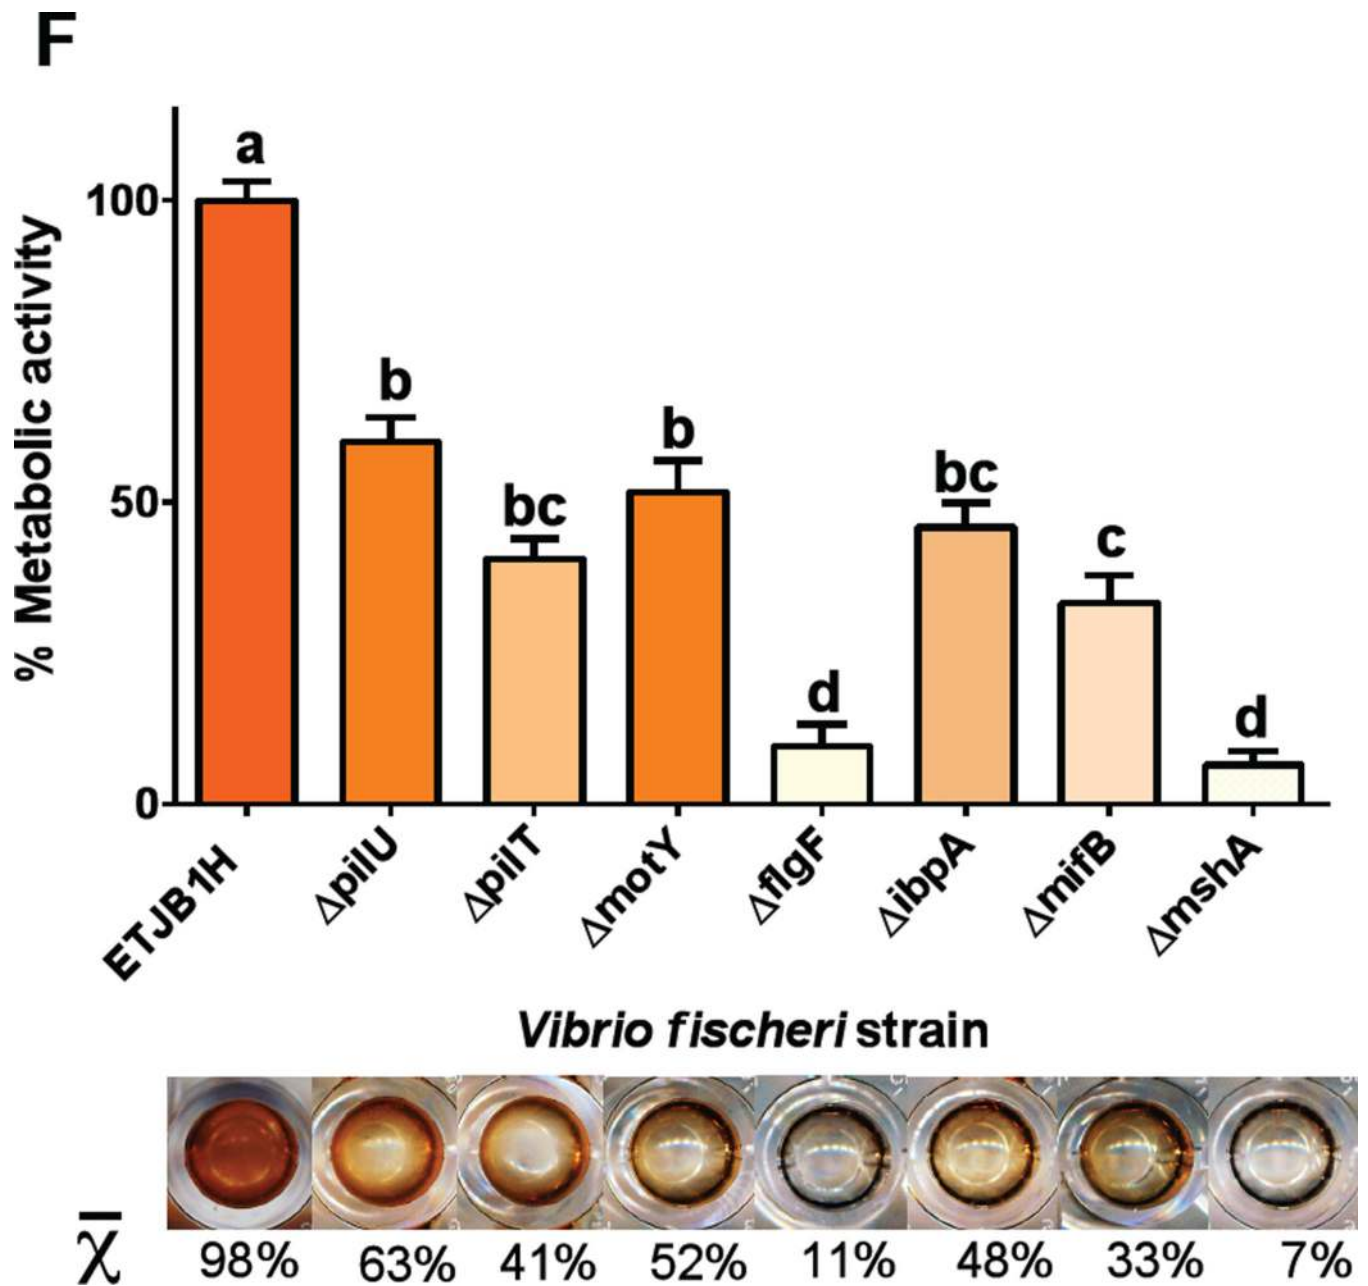 F
% Metabolic activity
100
50
0
a
b
bc
b
d
bc
c
d
ETJB1H
ΔpilU
ΔpilT
ΔmotY
ΔflgF
ΔibpA
ΔmifB
ΔmshA
Vibrio fischeri strain
χ̅ 98% 63% 41% 52% 11% 48% 33% 7%